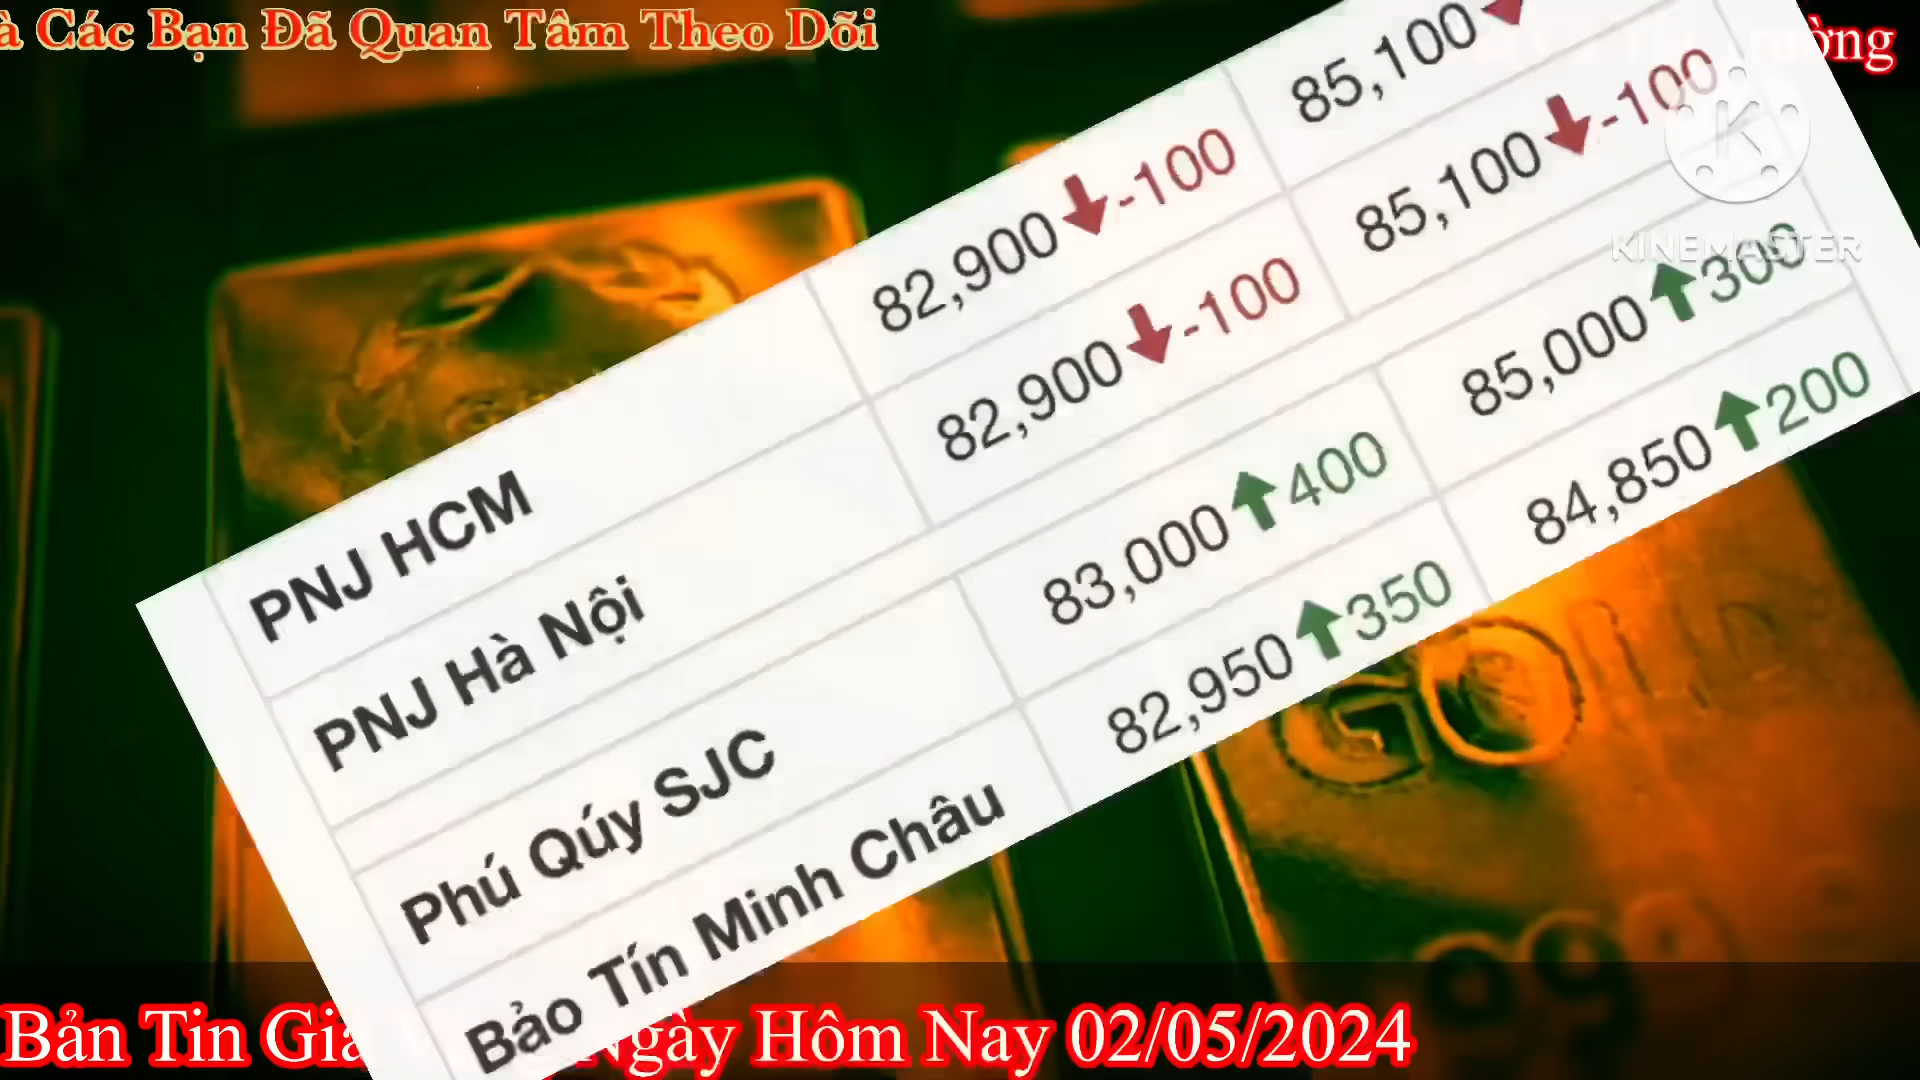 à Các Bạn Đã Quan Tâm Theo Dõi
PNJ HCM 82,900 -100 85,100
PNJ Hà Nội 82,900 -100 85,100 -100
Phú Qúy SJC 83,000 400 85,000 300
Bảo Tín Minh Châu 82,950 350 84,850 200
KINEMASTER
GO
999
Bản Tin Giá Ngày Hôm Nay 02/05/2024